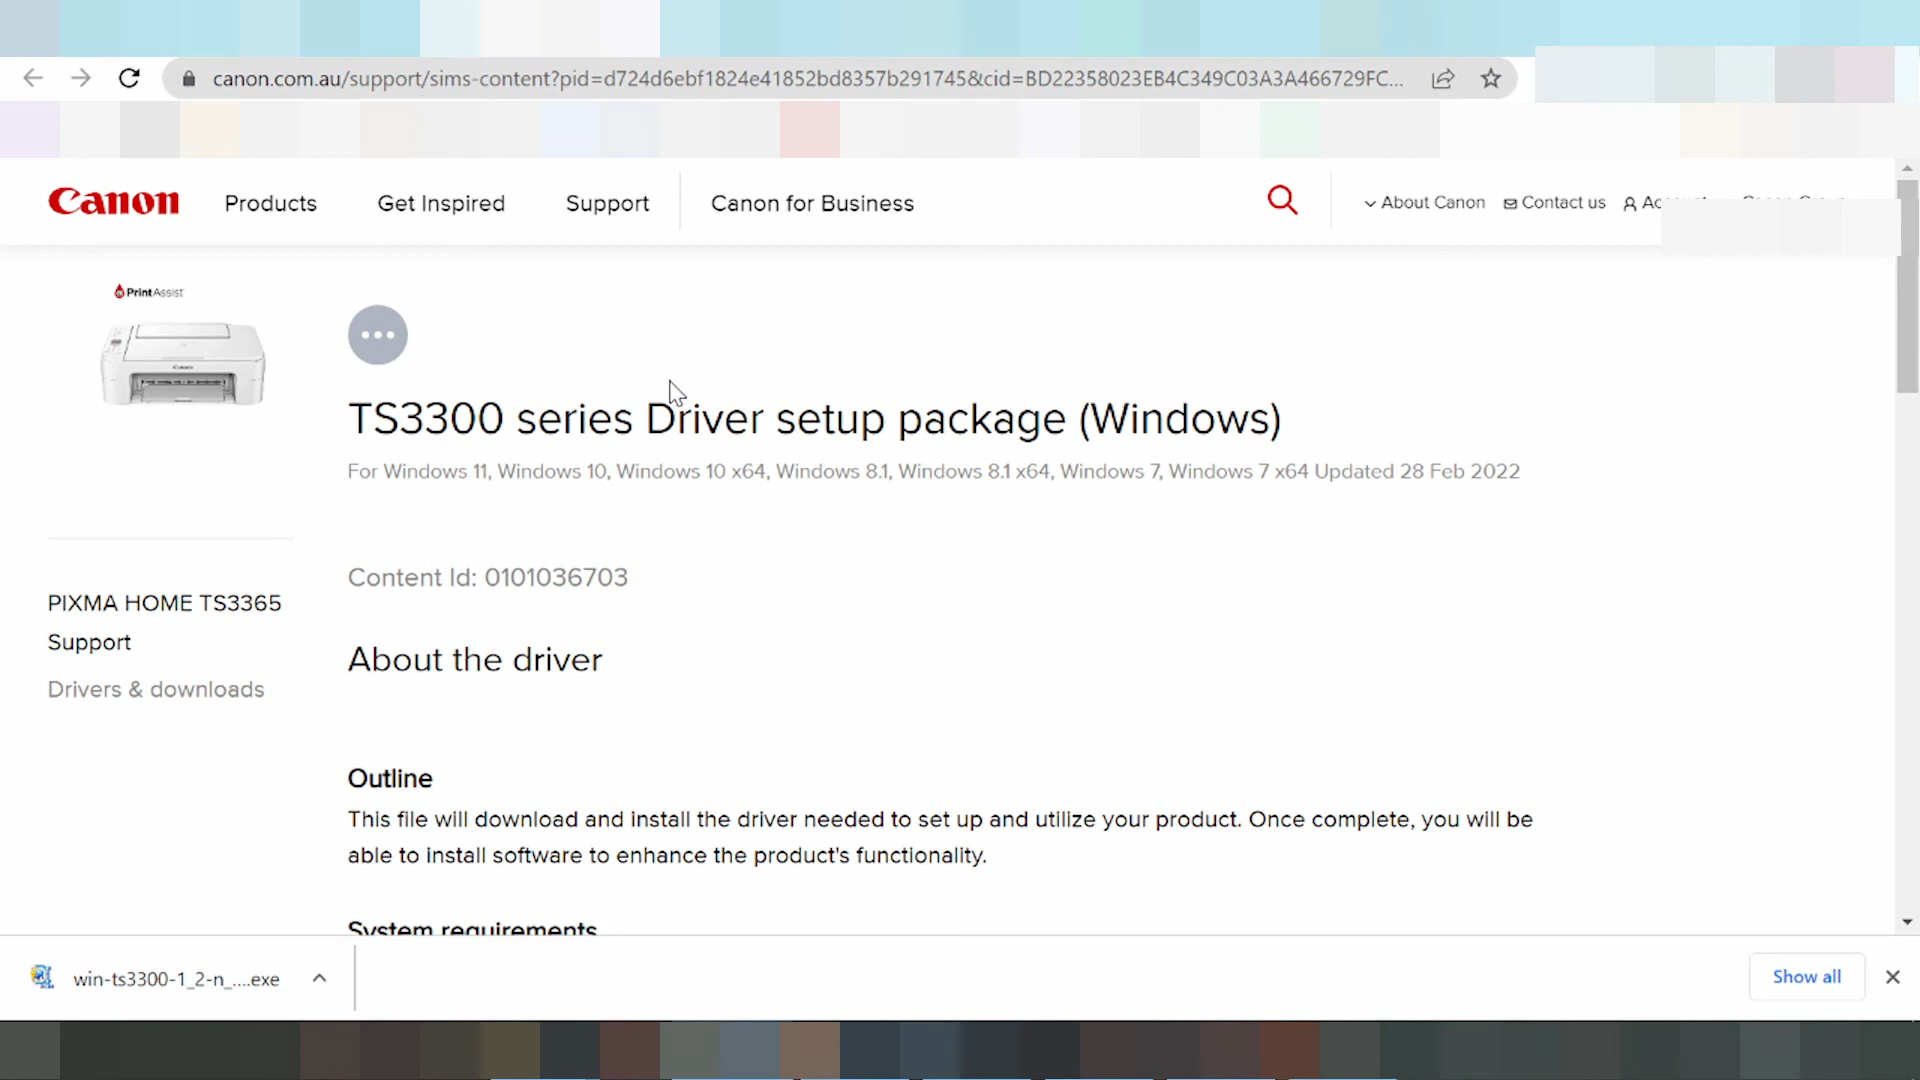 canon.com.au/support/sims-content?pid=d724d6ebf1824e41852bd8357b291745&cid=BD22358023EB4C349C03A3A466729FC...
Canon Products Get Inspired Support Canon for Business About Canon Contact us
PrintAssist
Canon
TS3300 series Driver setup package (Windows)
For Windows 11, Windows 10, Windows 10 x64, Windows 8.1, Windows 8.1 x64, Windows 7, Windows 7 x64 Updated 28 Feb 2022
Content Id: 0101036703
PIXMA HOME TS3365
Support
Drivers & downloads
About the driver
Outline
This file will download and install the driver needed to set up and utilize your product. Once complete, you will be
able to install software to enhance the product's functionality.
System requirements
win-ts3300-1_2-n_....exe
Show all